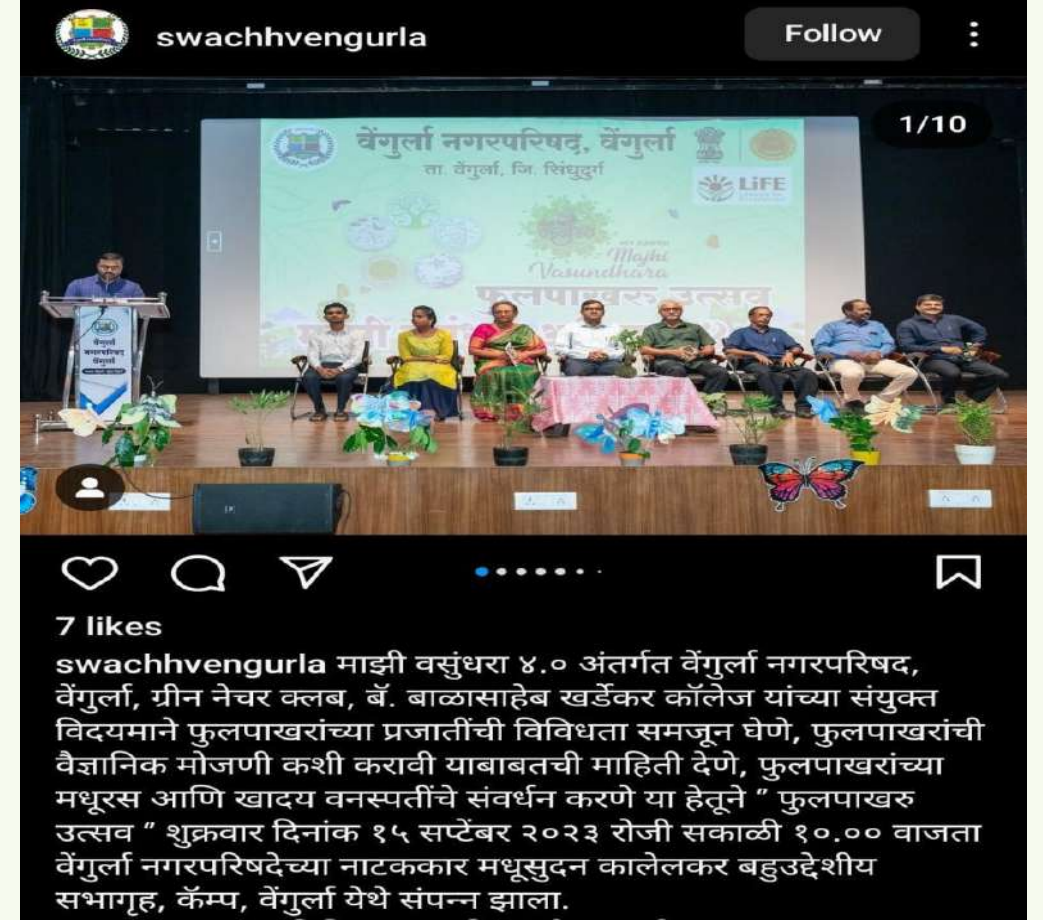 swachhvengurla
Follow
1/10
वेंगुर्ला नगरपरिषद, वेंगुर्ला
ता. वेंगुर्ला, जि. सिंधुदुर्ग
LiFE
Majhi
Vasundhara
फुलपाखरु उत्सव
वेंगुर्ला
नगरपरिषद
वेंगुर्ला
7 likes
swachhvengurla माझी वसुंधरा ४.० अंतर्गत वेंगुर्ला नगरपरिषद,
वेंगुर्ला, ग्रीन नेचर क्लब, बॅ. बाळासाहेब खर्डेकर कॉलेज यांच्या संयुक्त
विदयमाने फुलपाखरांच्या प्रजातींची विविधता समजून घेणे, फुलपाखरांची
वैज्ञानिक मोजणी कशी करावी याबाबतची माहिती देणे, फुलपाखरांच्या
मधूरस आणि खादय वनस्पतींचे संवर्धन करणे या हेतूने " फुलपाखरु
उत्सव " शुक्रवार दिनांक १५ सप्टेंबर २०२३ रोजी सकाळी १०.०० वाजता
वेंगुर्ला नगरपरिषदेच्या नाटककार मधूसुदन कालेलकर बहुउद्देशीय
सभागृह, कॅम्प, वेंगुर्ला येथे संपन्न झाला.